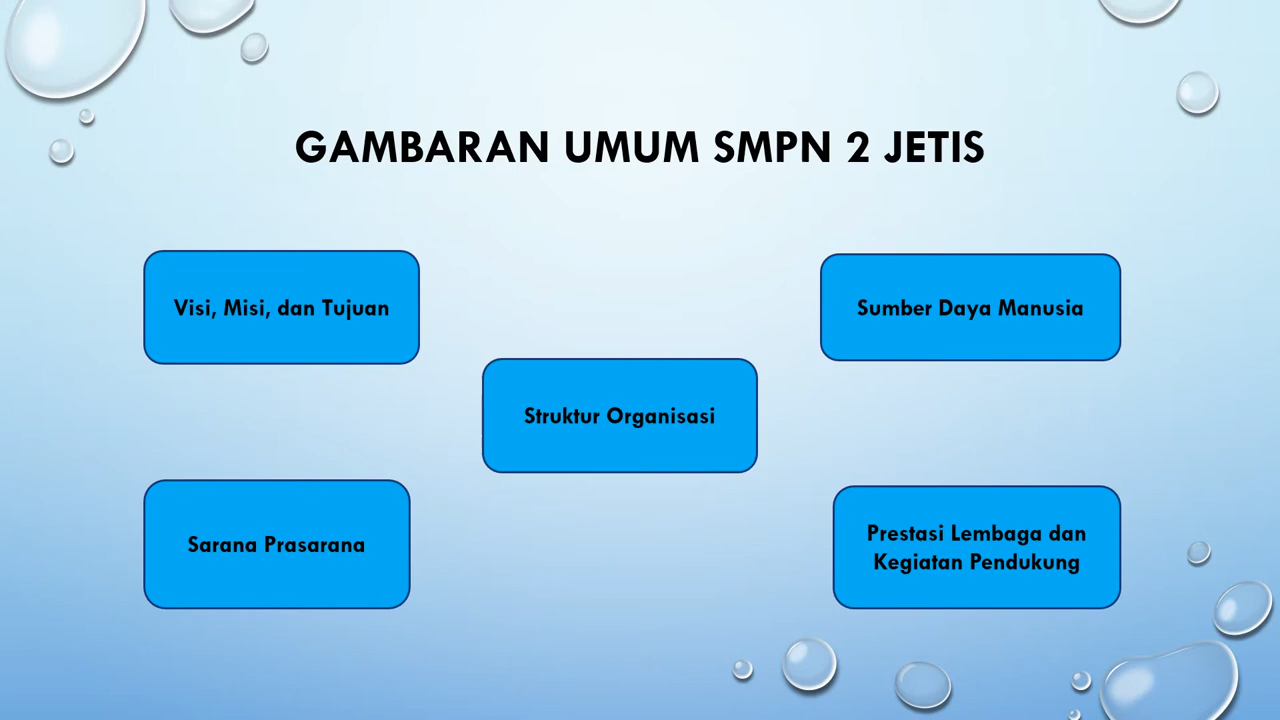 GAMBARAN UMUM SMPN 2 JETIS
Visi, Misi, dan Tujuan
Sumber Daya Manusia
Struktur Organisasi
Sarana Prasarana
Prestasi Lembaga dan
Kegiatan Pendukung